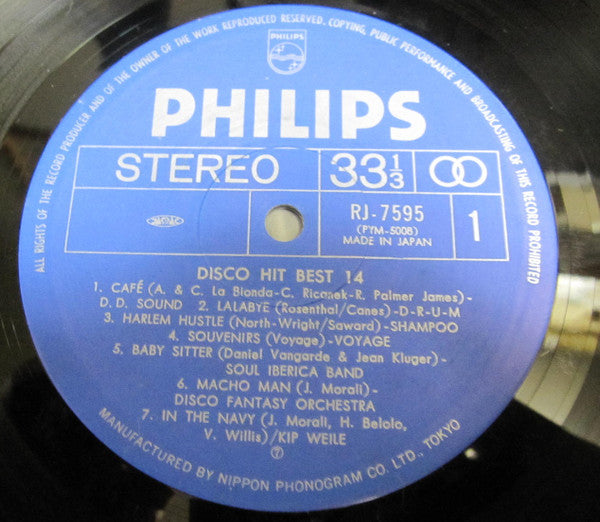 ALL RIGHTS OF THE RECORD PRODUCER AND OF THE OWNER OF THE WORK REPRODUCED RESERVED. COPYING, PUBLIC PERFORMANCE AND BROADCASTING OF THIS RECORD PROHIBITED
PHILIPS
PHILIPS
STEREO 33 1/3
RJ-7595
(PYM-5008)
MADE IN JAPAN
1
DISCO HIT BEST 14
1. CAFÉ (A. & C. La Bionda-C. Ricanek-R. Palmer James)-
D.D. SOUND 2. LALABYE (Rosenthal/Canes)-D-R-U-M
3. HARLEM HUSTLE (North-Wright/Saward)-SHAMPOO
4. SOUVENIRS (Voyage)-VOYAGE
5. BABY SITTER (Daniel Vangarde & Jean Kluger)-
SOUL IBERICA BAND
6. MACHO MAN (J. Morali)-
DISCO FANTASY ORCHESTRA
7. IN THE NAVY (J. Morali, H. Belolo,
V. Willis)/KIP WEILE
⑦
MANUFACTURED BY NIPPON PHONOGRAM CO. LTD., TOKYO